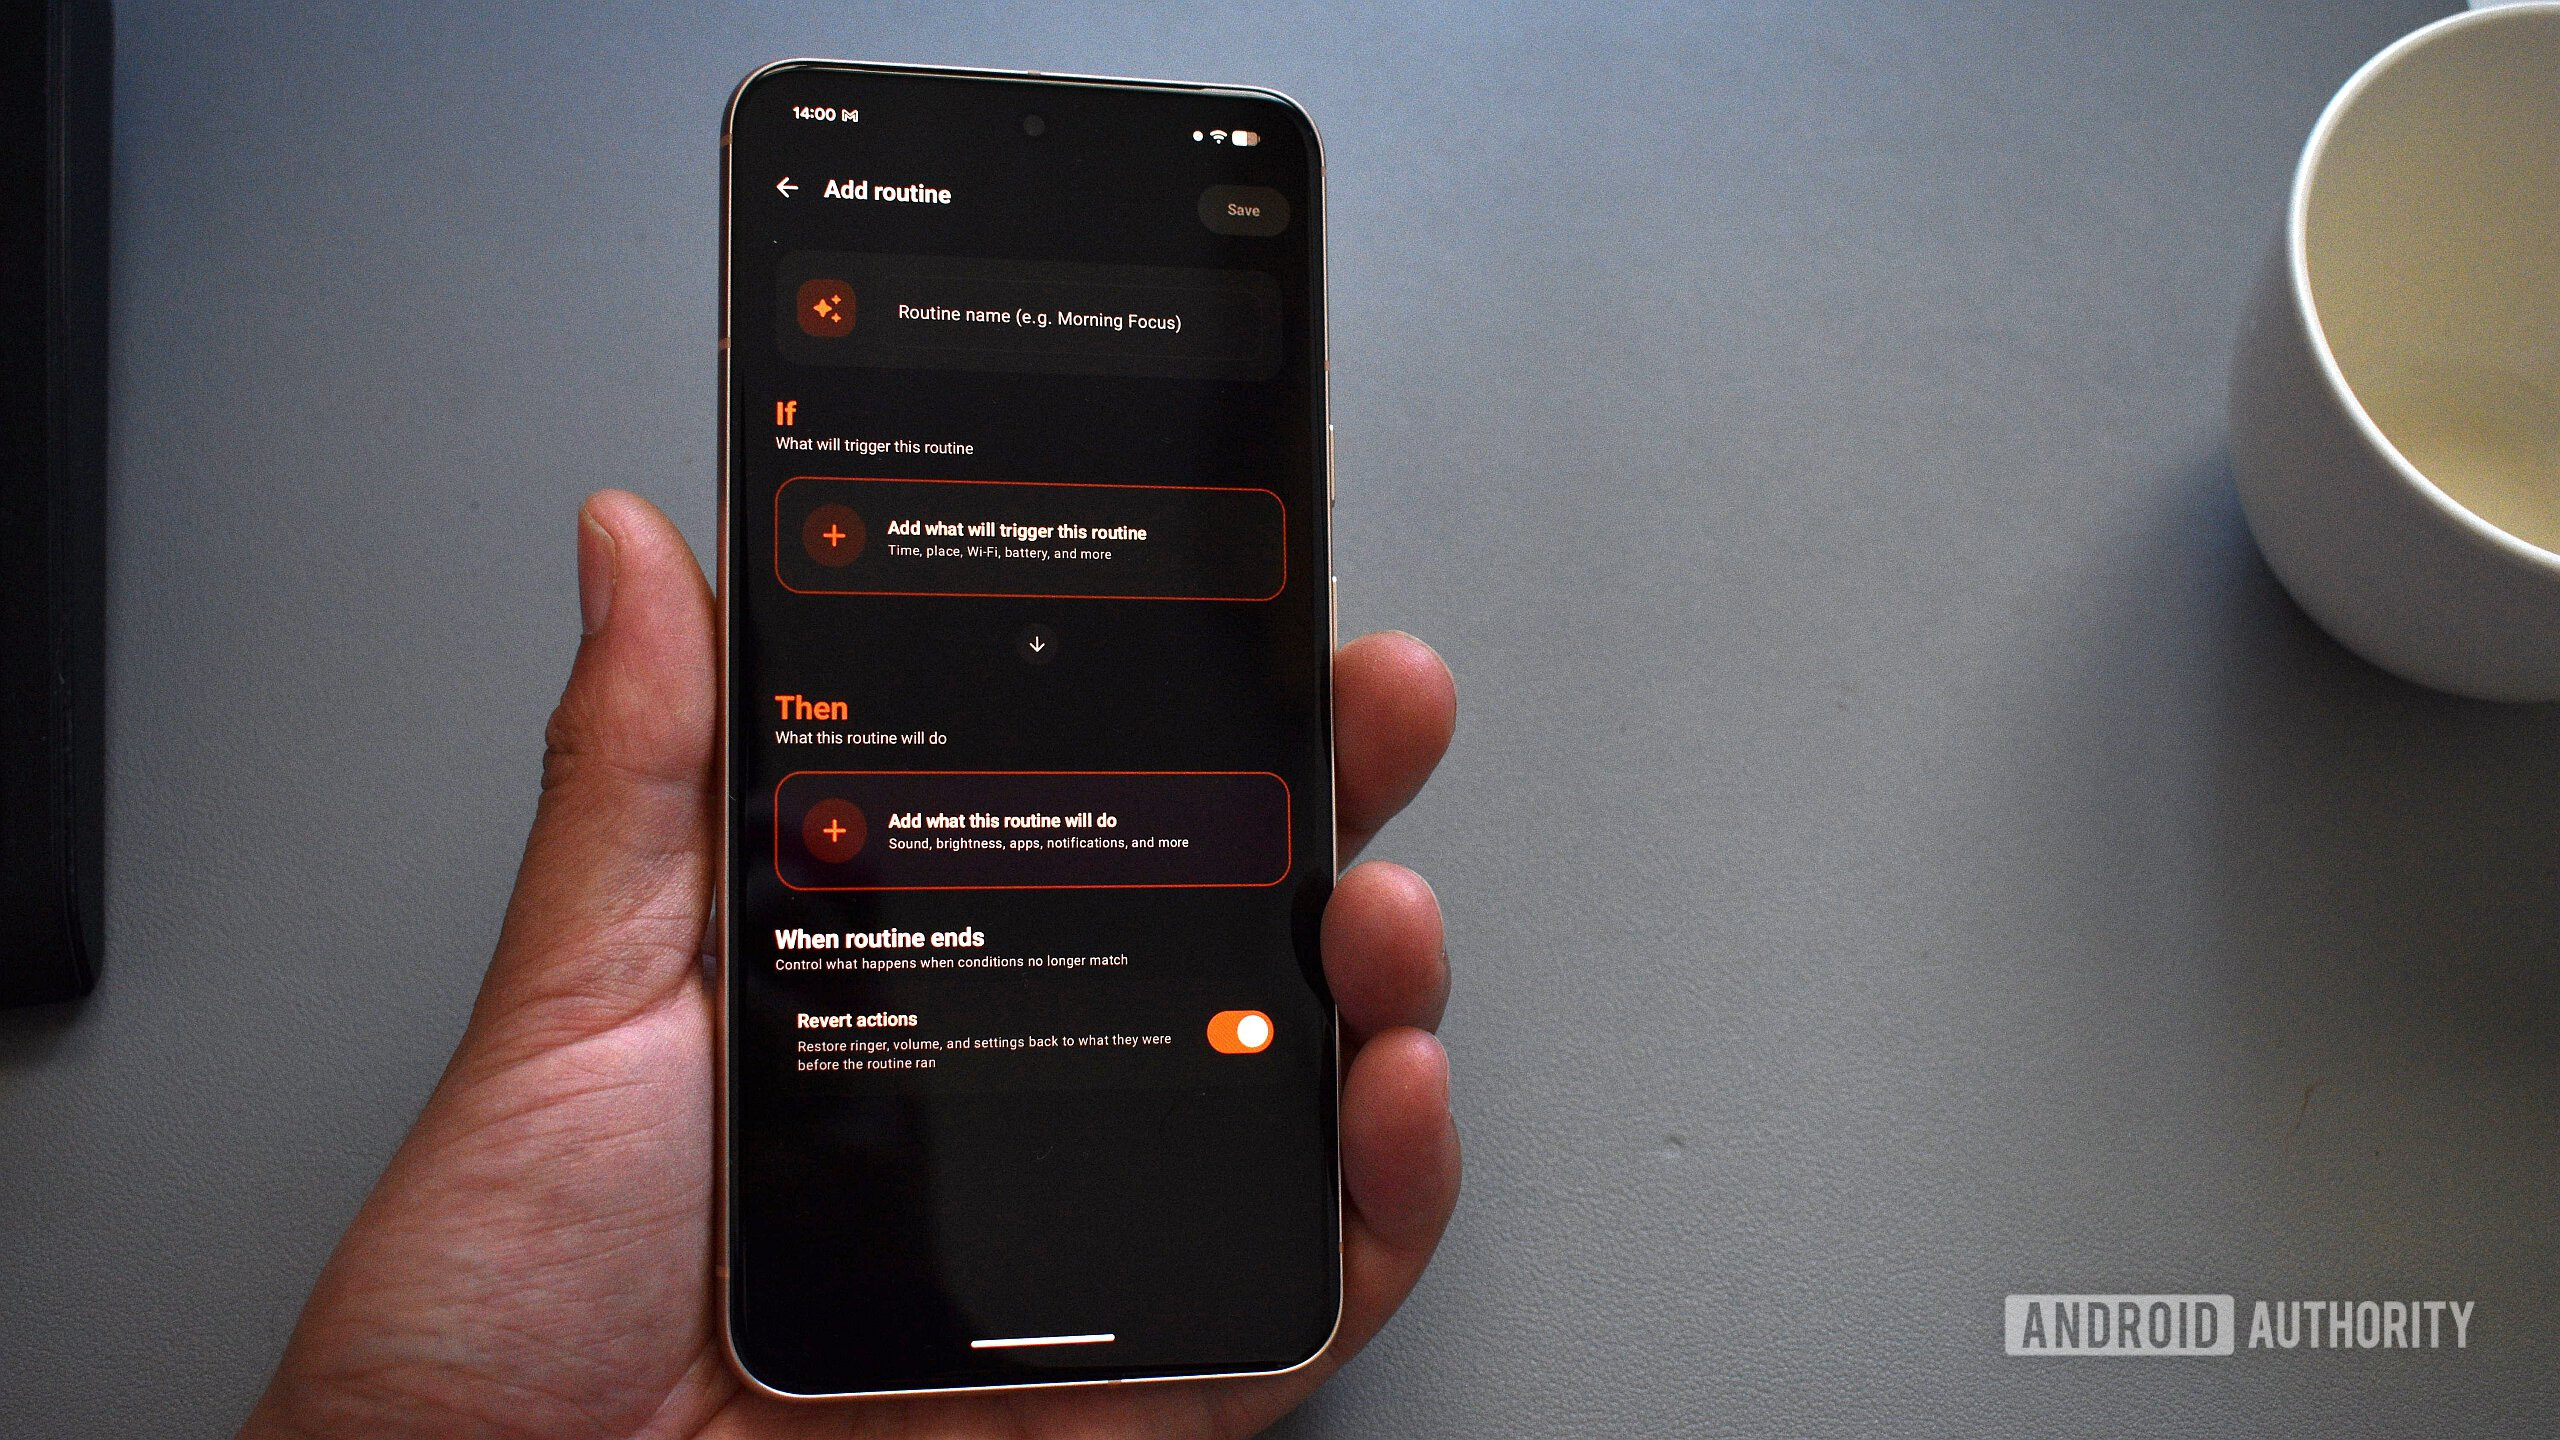 14:00
Add routine
Save
Routine name (e.g. Morning Focus)
If
What will trigger this routine
Add what will trigger this routine
Time, place, Wi-Fi, battery, and more
Then
What this routine will do
Add what this routine will do
Sound, brightness, apps, notifications, and more
When routine ends
Control what happens when conditions no longer match
Revert actions
Restore ringer, volume, and settings back to what they were
before the routine ran
ANDROID AUTHORITY